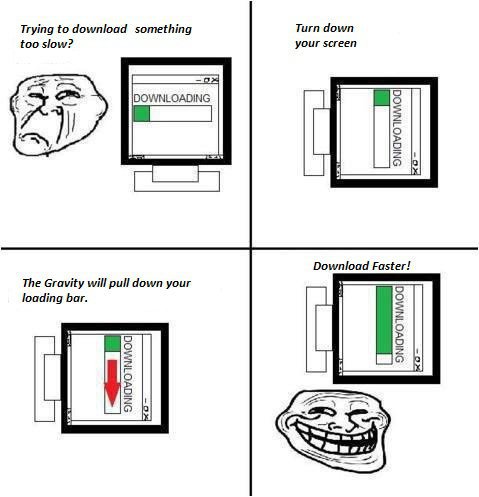 Trying to download something
too slow?
DOWNLOADING
Turn down
your screen
DOWNLOADING
The Gravity will pull down your
loading bar.
DOWNLOADING
Download Faster!
DOWNLOADING